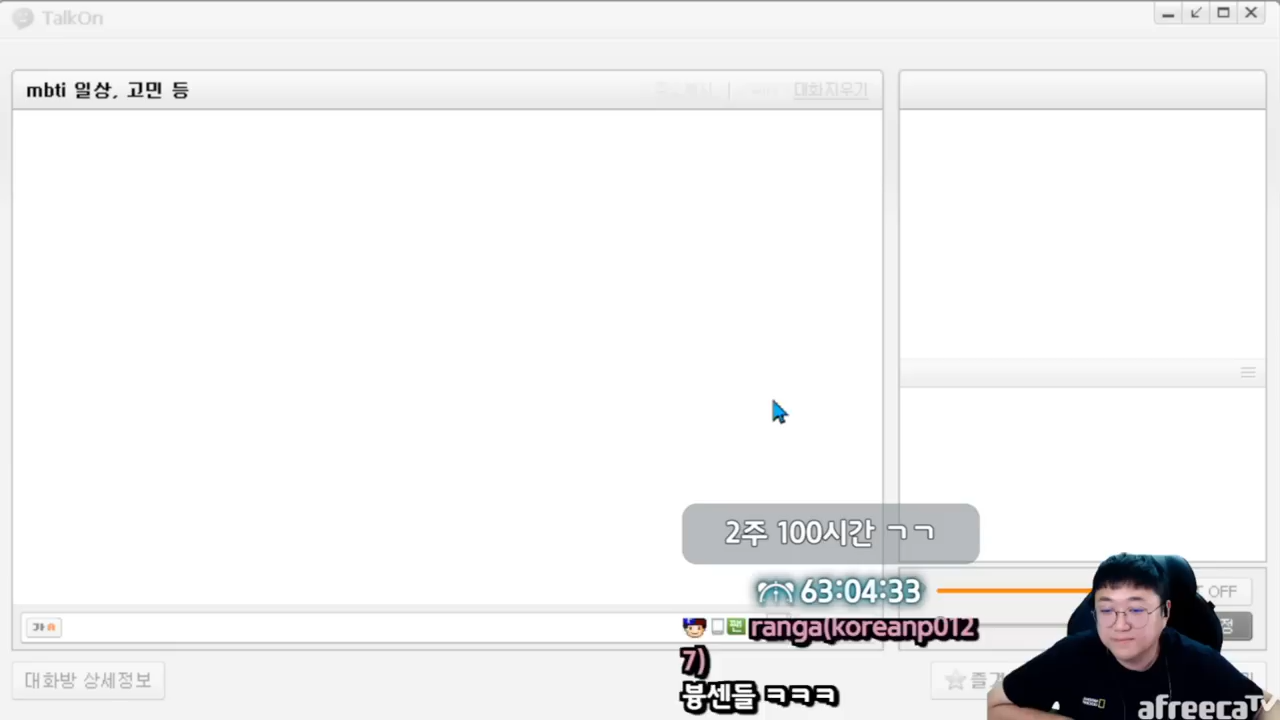 TalkOn
mbti 일상, 고민 등
대화지우기
2주 100시간 ㄱㄱ
63:04:33
OFF
가
ranga(koreanp012
7)
붕센들 ㅋㅋㅋ
대화방 상세정보
afreecaTV